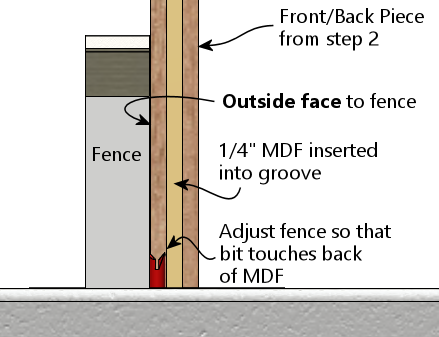 Front/Back Piece
from step 2
Outside face to fence
Fence
1/4" MDF inserted
into groove
Adjust fence so that
bit touches back
of MDF